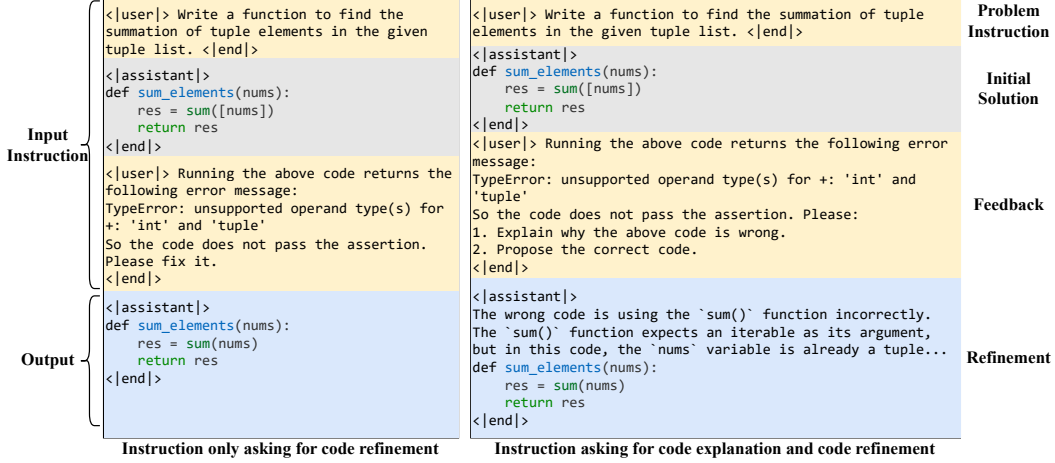 <|user|> Write a function to find the
summation of tuple elements in the given
tuple list. <|end|>
<|assistant|>
def sum_elements(nums):
    res = sum([nums])
    return res
<|end|>
<|user|> Running the above code returns the
following error message:
TypeError: unsupported operand type(s) for
+: 'int' and 'tuple'
So the code does not pass the assertion.
Please fix it.
<|end|>
<|assistant|>
def sum_elements(nums):
    res = sum(nums)
    return res
<|end|>
Input
Instruction
Output
Instruction only asking for code refinement
<|user|> Write a function to find the summation of tuple
elements in the given tuple list. <|end|>
<|assistant|>
def sum_elements(nums):
    res = sum([nums])
    return res
<|end|>
<|user|> Running the above code returns the following error
message:
TypeError: unsupported operand type(s) for +: 'int' and
'tuple'
So the code does not pass the assertion. Please:
1. Explain why the above code is wrong.
2. Propose the correct code.
<|end|>
<|assistant|>
The wrong code is using the `sum()` function incorrectly.
The `sum()` function expects an iterable as its argument,
but in this code, the `nums` variable is already a tuple...
def sum_elements(nums):
    res = sum(nums)
    return res
<|end|>
Instruction asking for code explanation and code refinement
Problem
Instruction
Initial
Solution
Feedback
Refinement